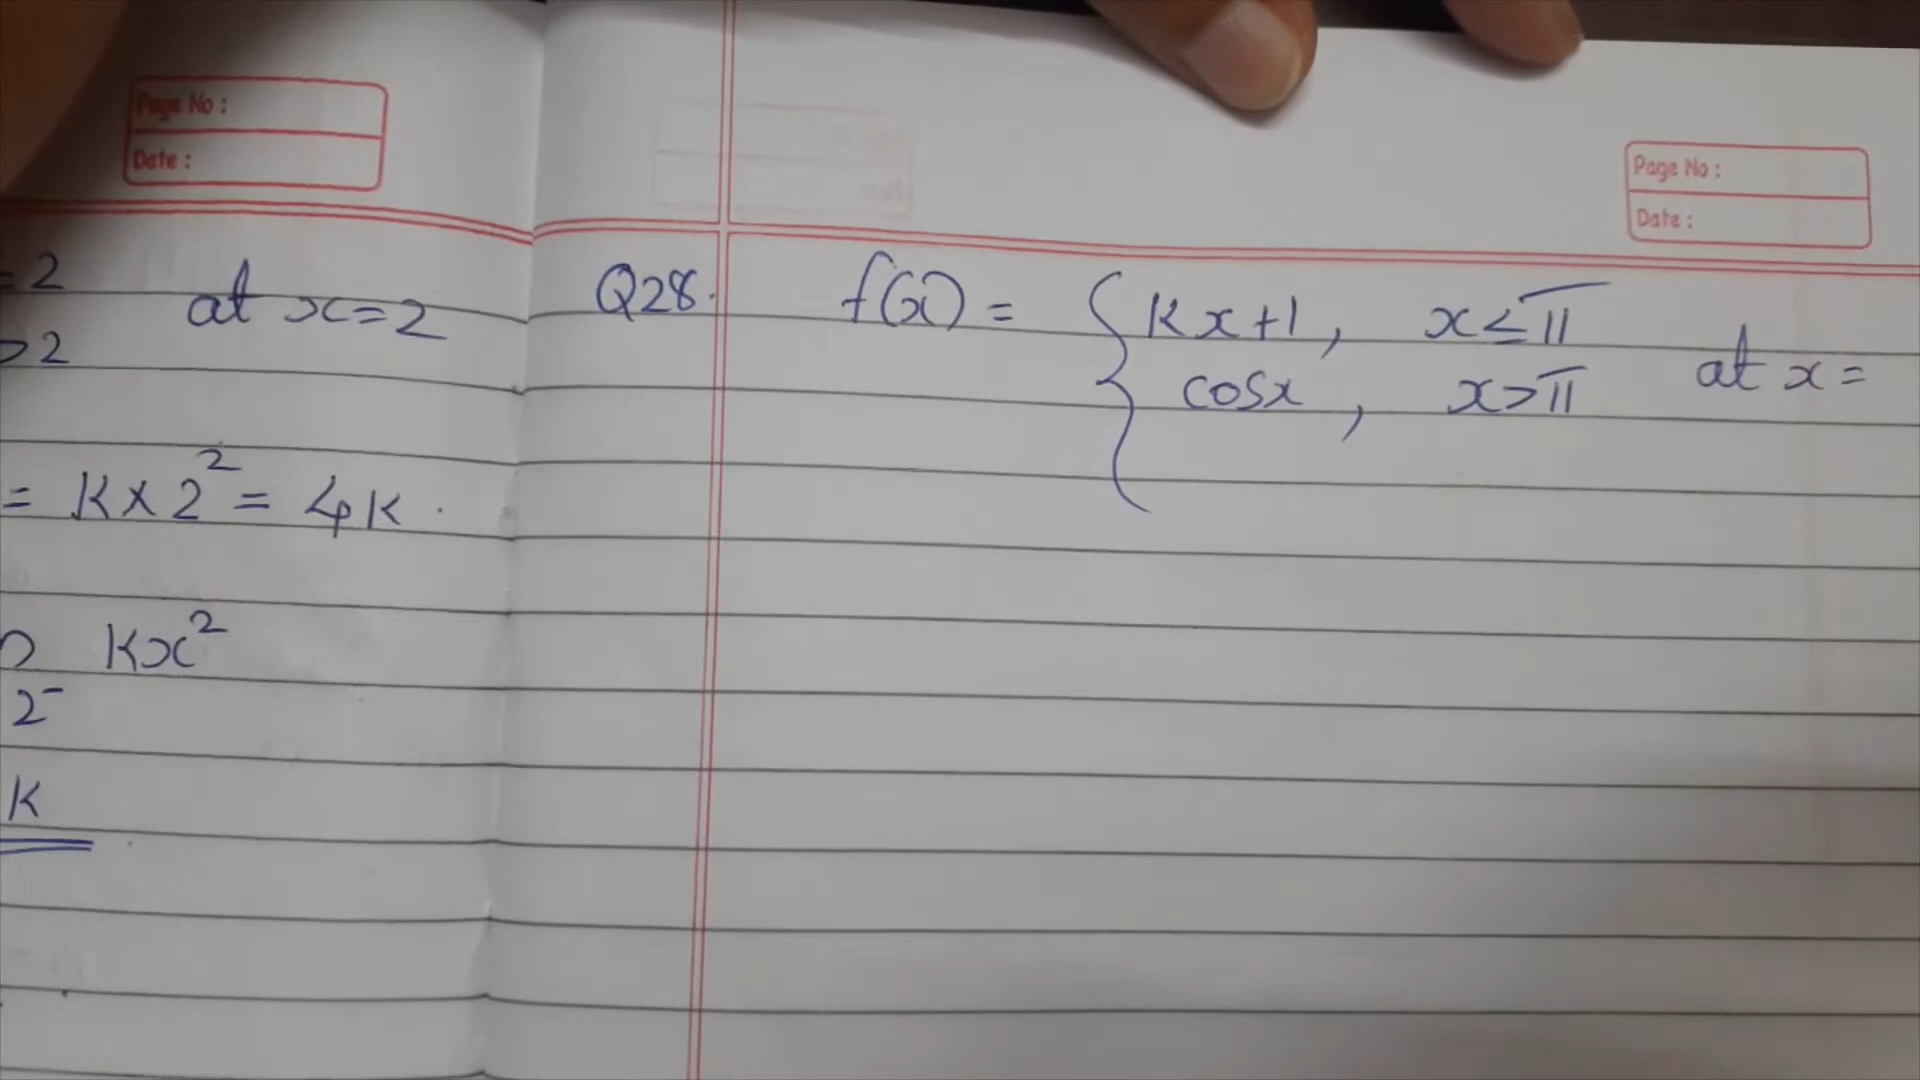 Page No :
Date :
= 2
at x=2
>2
= K x 2² = 4K .
Kx²
2⁻
K
Page No :
Date :
Q28. f(x) = { Kx+1 , x≤π
cosx , x>π at x =